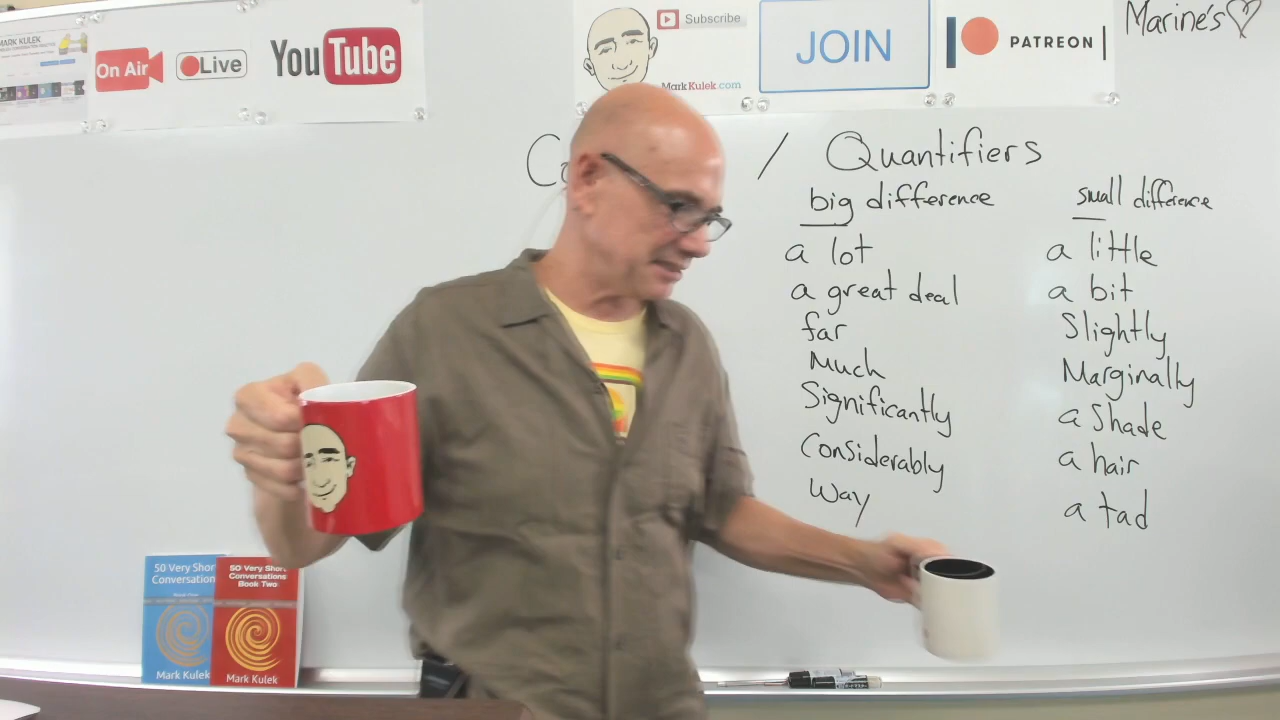 MARK KULEK
On Air
Live
YouTube
Subscribe
MarkKulek.com
JOIN
PATREON
Marine's♡
/ Quantifiers
big difference
a lot
a great deal
far
Much
Significantly
Considerably
Way
small difference
a little
a bit
Slightly
Marginally
a Shade
a hair
a tad
50 Very Short
Conversations
Mark Kulek
50 Very Short
Conversations
Book Two
Mark Kulek